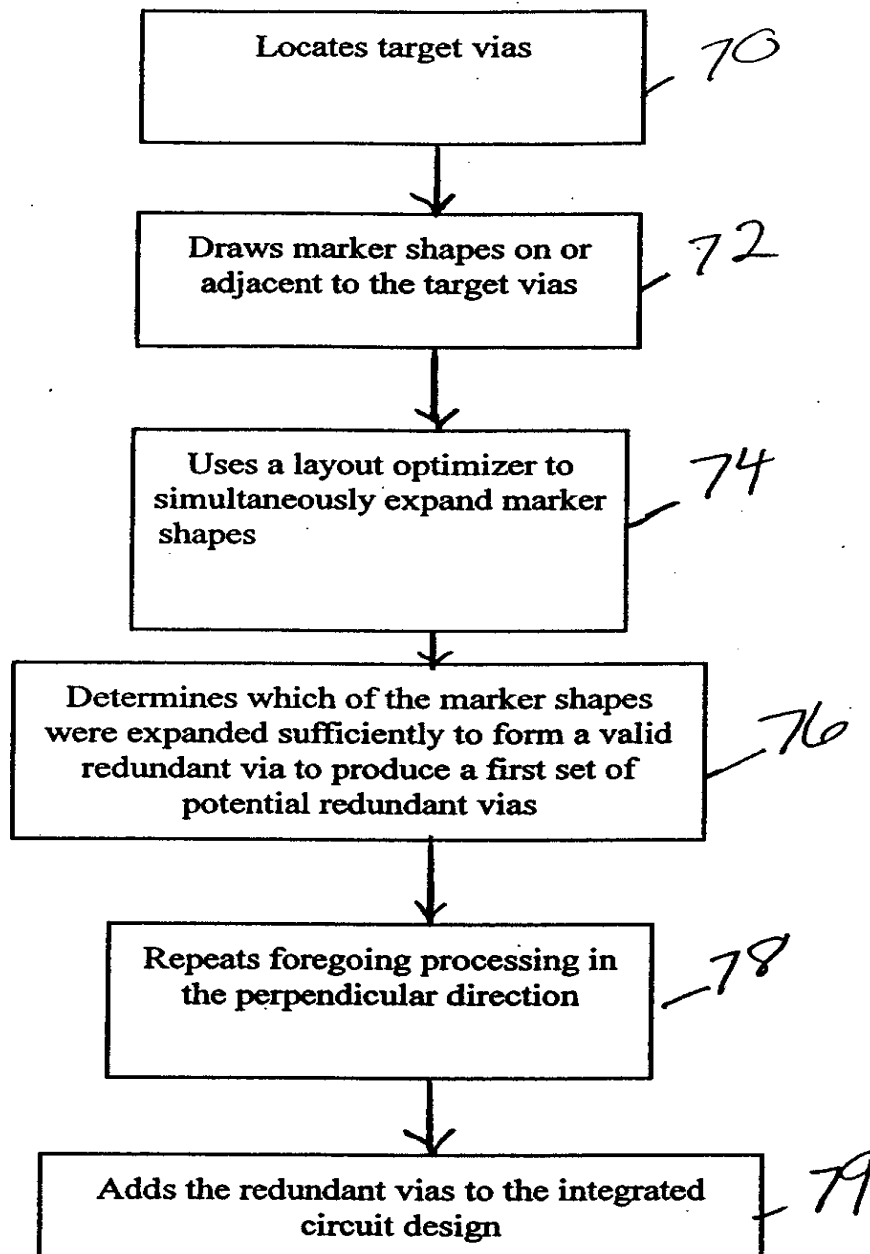 Locates target vias
70
Draws marker shapes on or
adjacent to the target vias
72
Uses a layout optimizer to
simultaneously expand marker
shapes
74
Determines which of the marker shapes
were expanded sufficiently to form a valid
redundant via to produce a first set of
potential redundant vias
76
Repeats foregoing processing in
the perpendicular direction
78
Adds the redundant vias to the integrated
circuit design
79